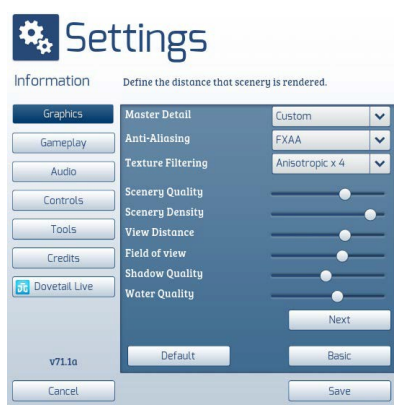 Settings
Information
Define the distance that scenery is rendered.
Graphics
Gameplay
Audio
Controls
Tools
Credits
Dovetail Live
v71.1a
Master Detail Custom
Anti-Aliasing FXAA
Texture Filtering Anisotropic x 4
Scenery Quality
Scenery Density
View Distance
Field of view
Shadow Quality
Water Quality
Next
Default Basic
Cancel Save